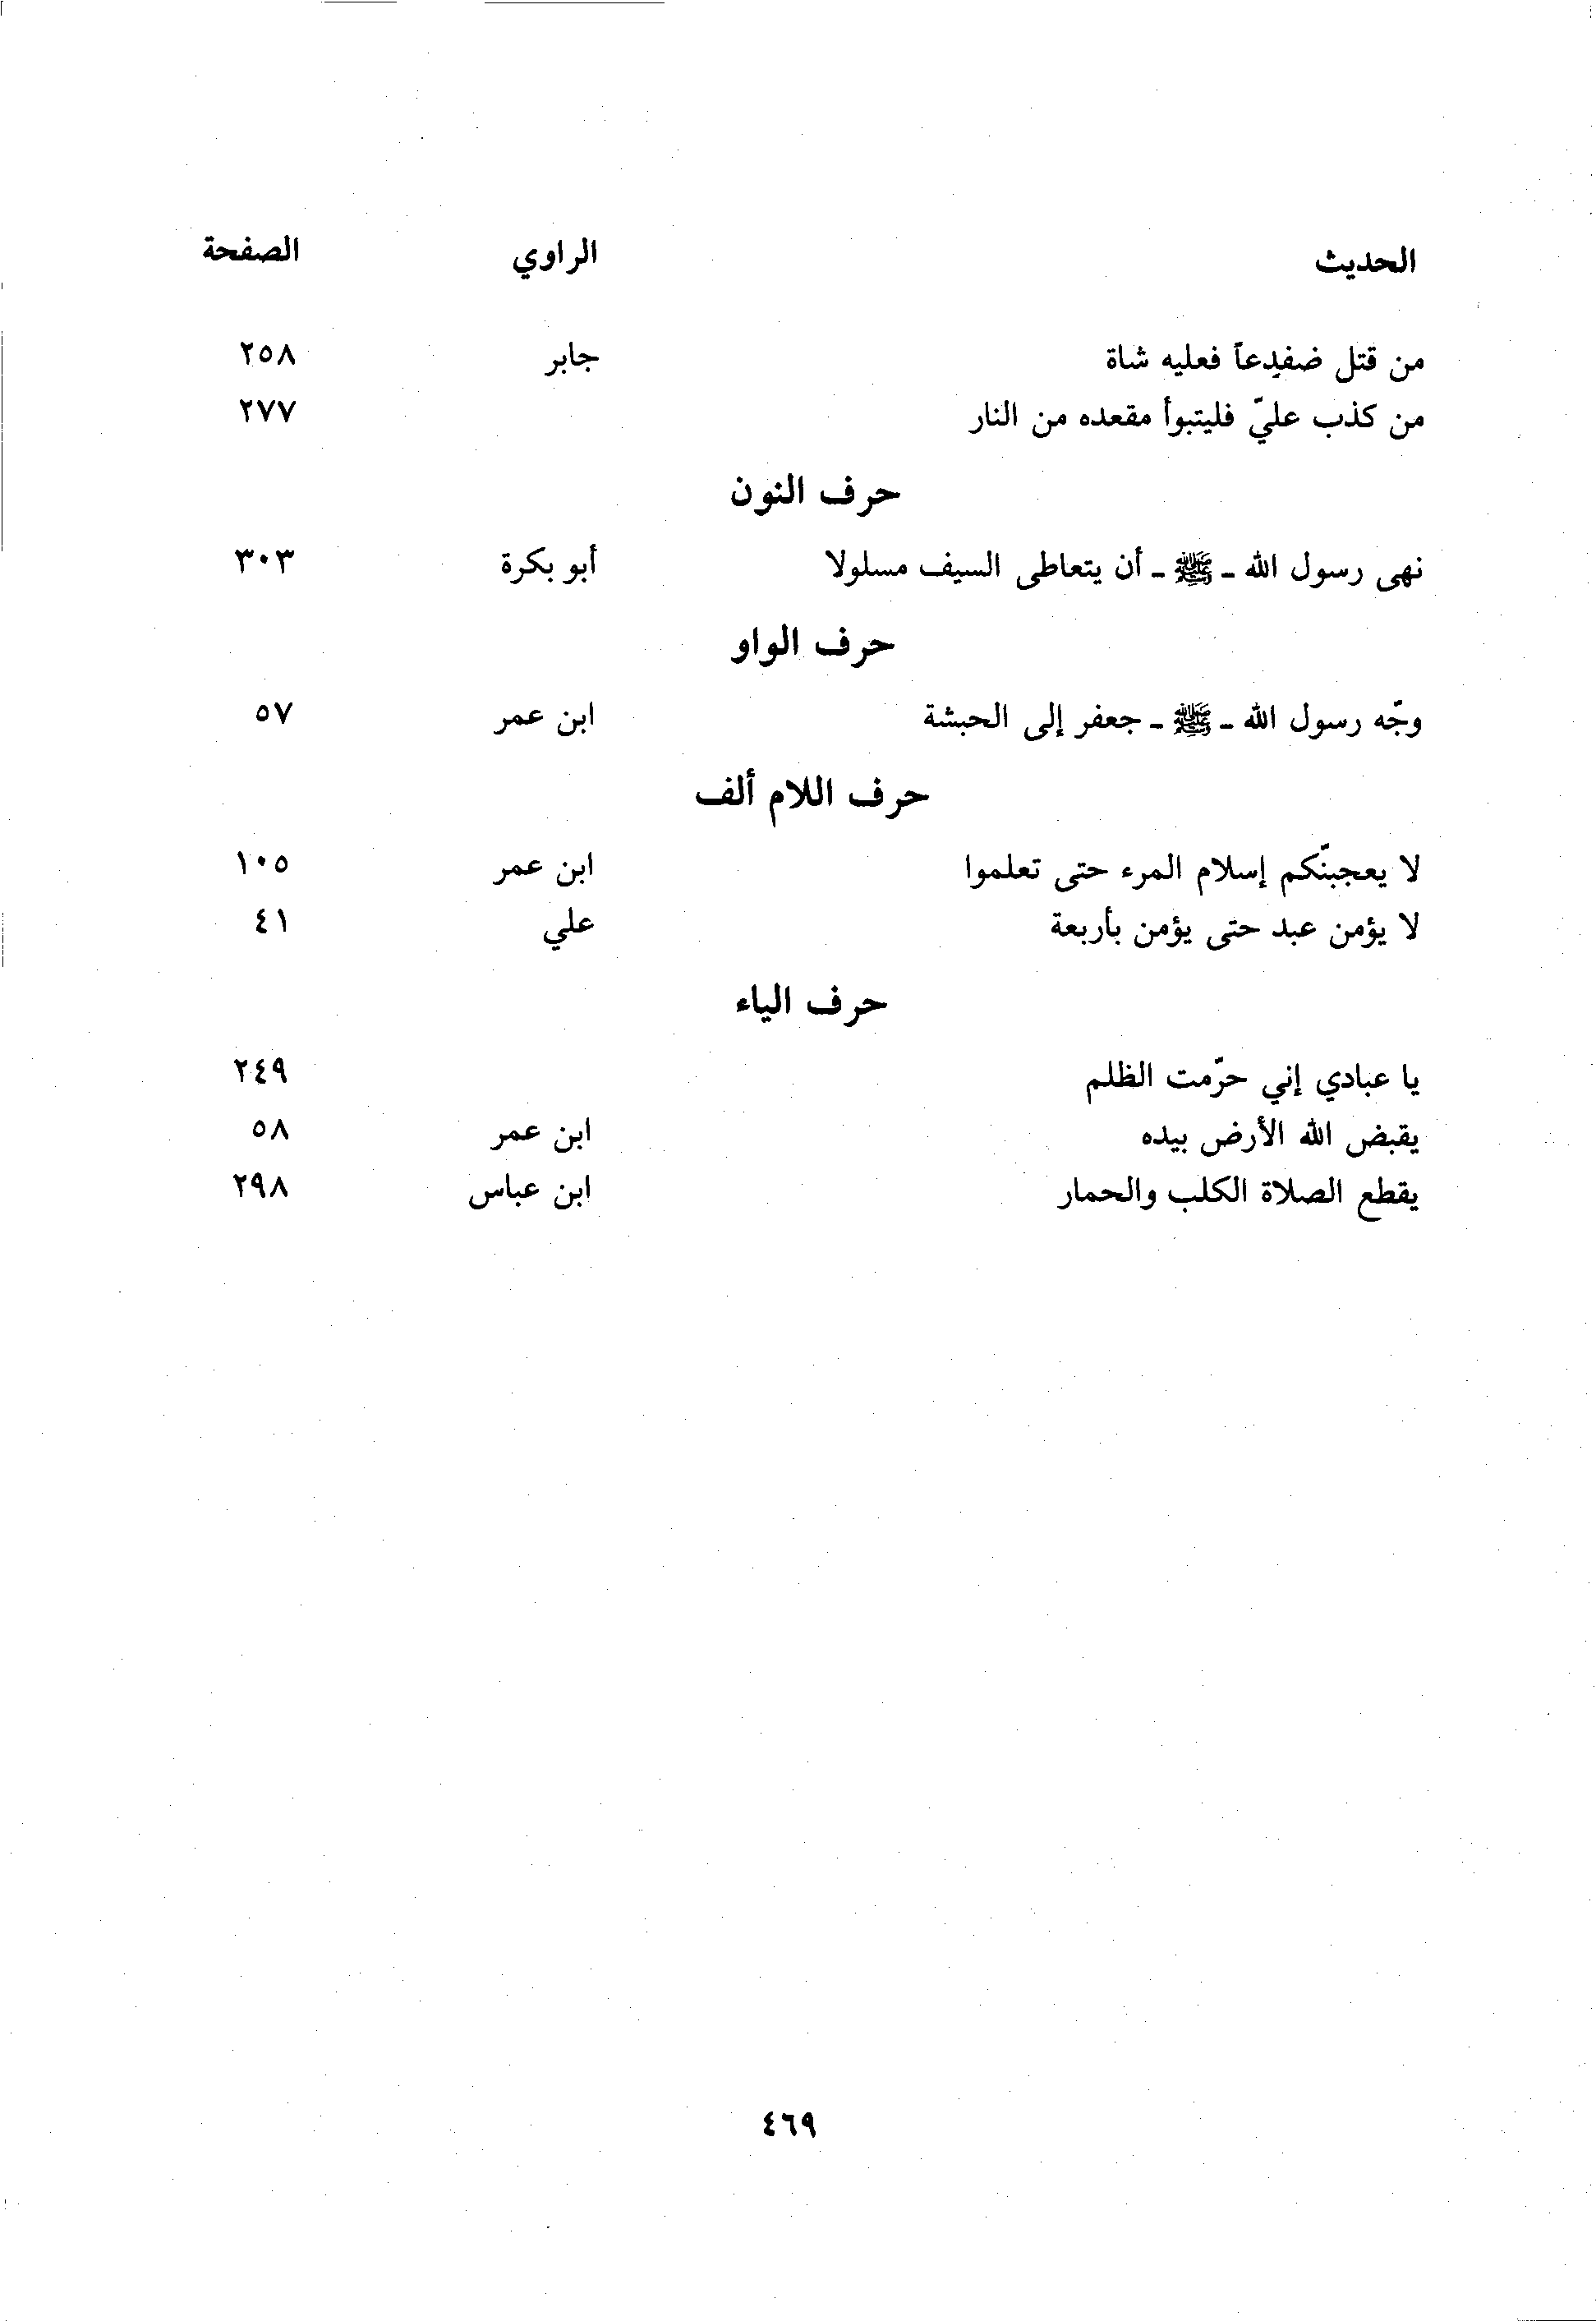 الحديث الراوي الصفحة
من قتل ضفدعاً فعليه شاة جابر ٢٥٨
من كذب عليّ فليتبوأ مقعده من النار ٢٧٧
حرف النون
نهى رسول الله ـ ﷺ ـ أن يتعاطى السيف مسلولا أبو بكرة ٣٠٣
حرف الواو
وجّه رسول الله ـ ﷺ ـ جعفر إلى الحبشة ابن عمر ٥٧
حرف اللام ألف
لا يعجبنّكم إسلام المرء حتى تعلموا ابن عمر ١٠٥
لا يؤمن عبد حتى يؤمن بأربعة علي ٤١
حرف الياء
يا عبادي إني حرّمت الظلم ٢٤٩
يقبض الله الأرض بيده ابن عمر ٥٨
يقطع الصلاة الكلب والحمار ابن عباس ٢٩٨
٤٦٩